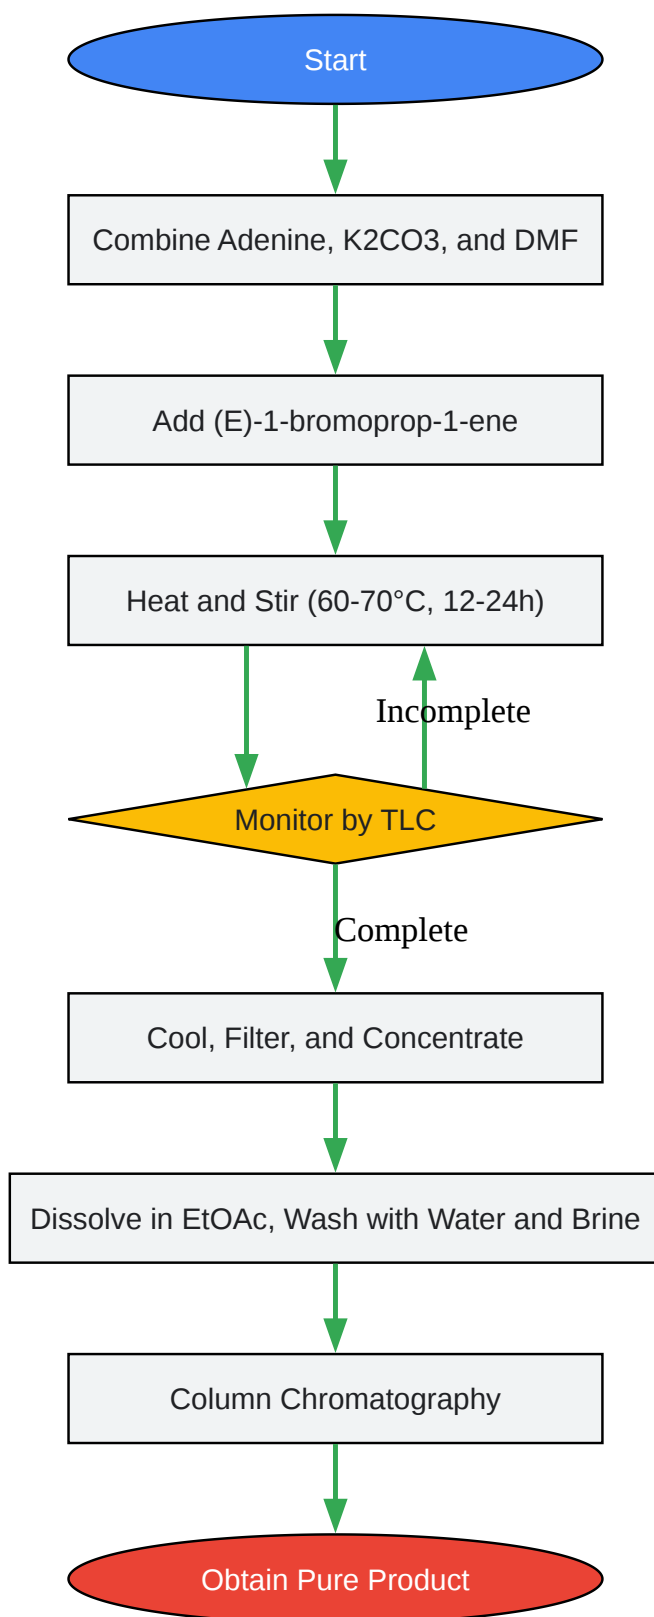 Start
Combine Adenine, K2CO3, and DMF
Add (E)-1-bromoprop-1-ene
Heat and Stir (60-70°C, 12-24h)
Incomplete
Monitor by TLC
Complete
Cool, Filter, and Concentrate
Dissolve in EtOAc, Wash with Water and Brine
Column Chromatography
Obtain Pure Product